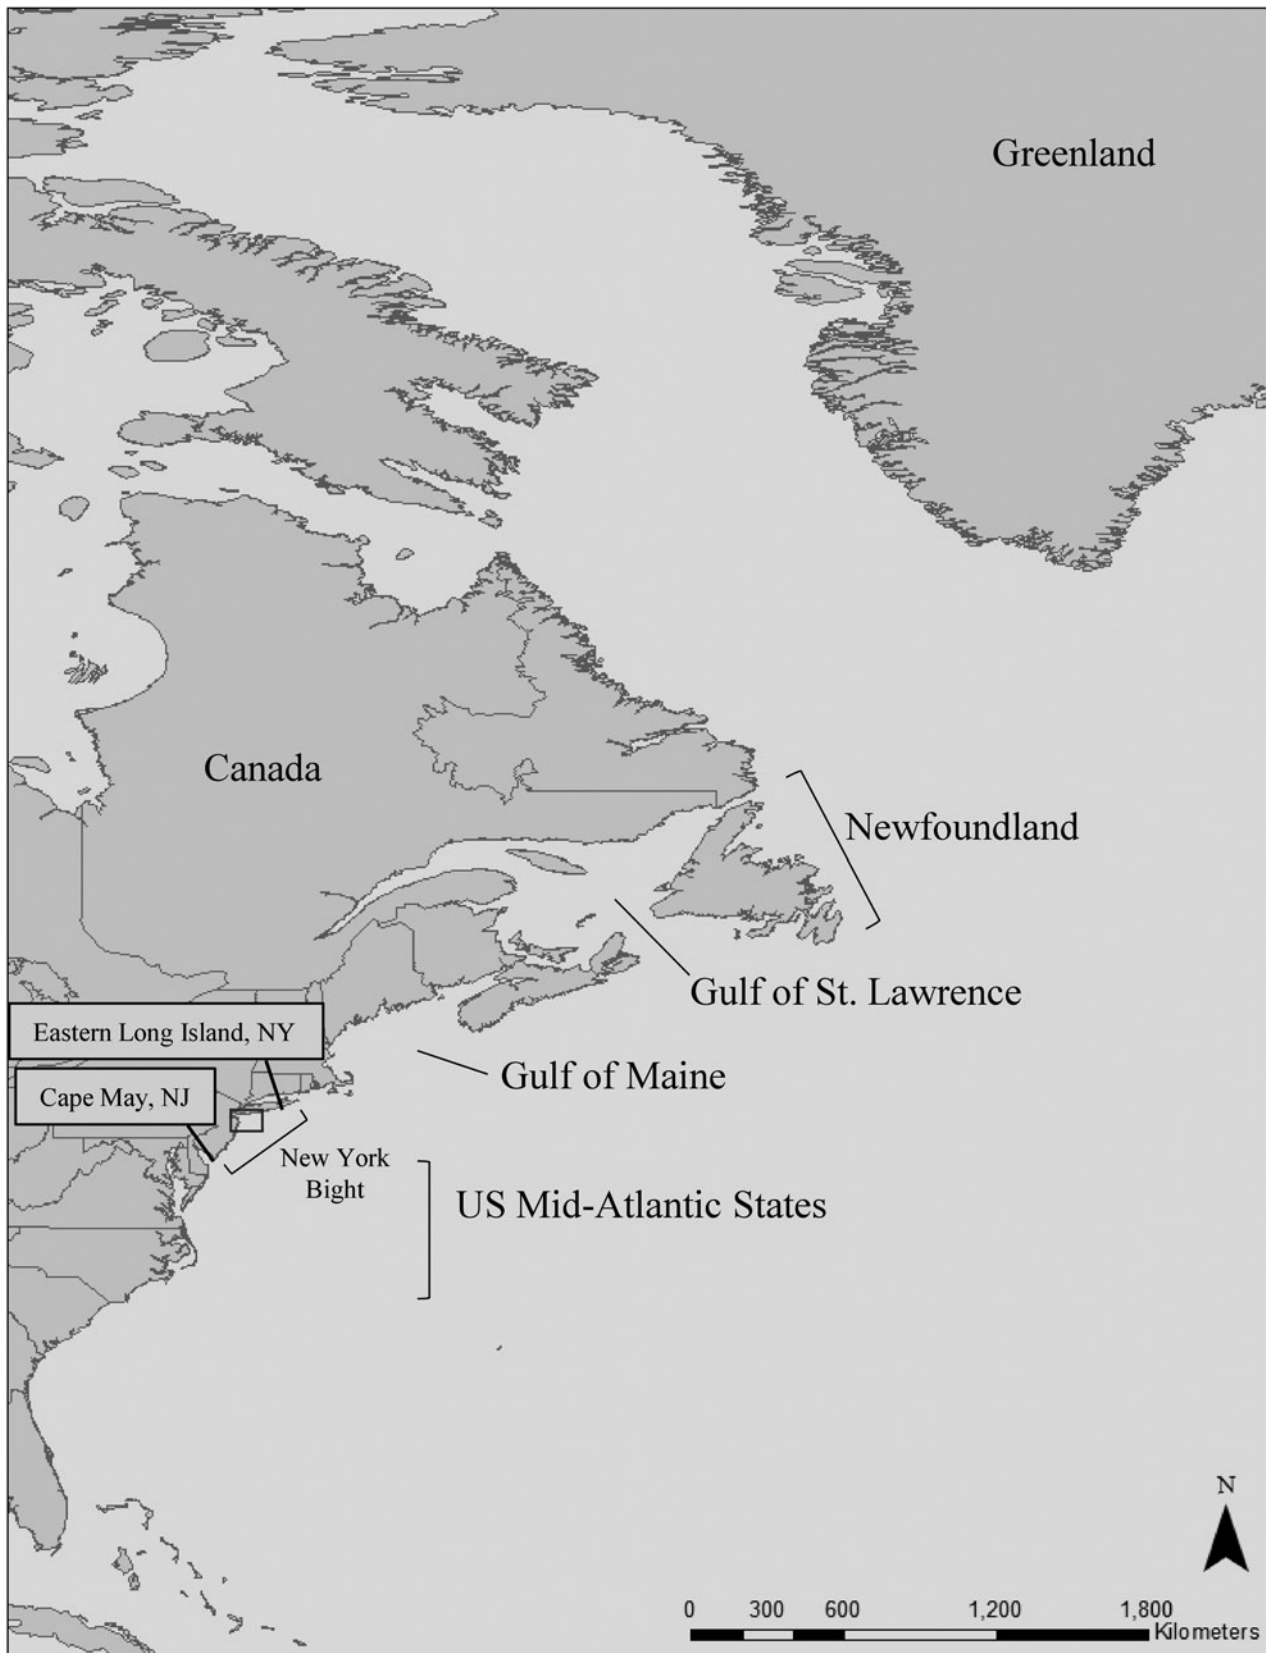 Greenland
Canada
Newfoundland
Gulf of St. Lawrence
Eastern Long Island, NY
Gulf of Maine
Cape May, NJ
New York
Bight
US Mid-Atlantic States
N
0 300 600 1,200 1,800
Kilometers